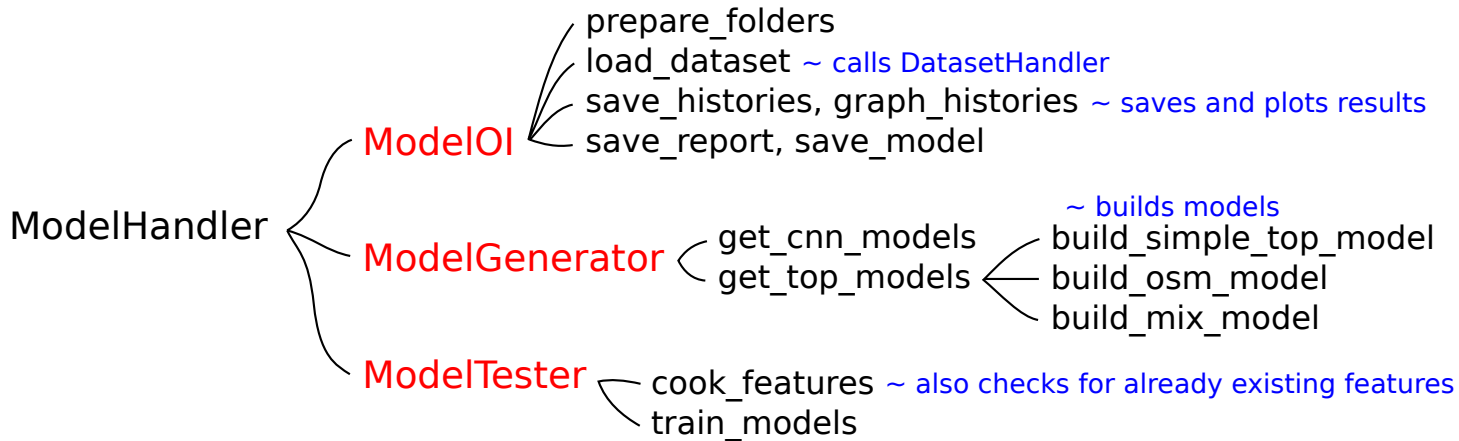 prepare_folders
load_dataset ~ calls DatasetHandler
save_histories, graph_histories ~ saves and plots results
ModelOI
save_report, save_model
ModelHandler
~ builds models
get_cnn_models
build_simple_top_model
ModelGenerator
get_top_models
build_osm_model
build_mix_model
ModelTester
cook_features ~ also checks for already existing features
train_models